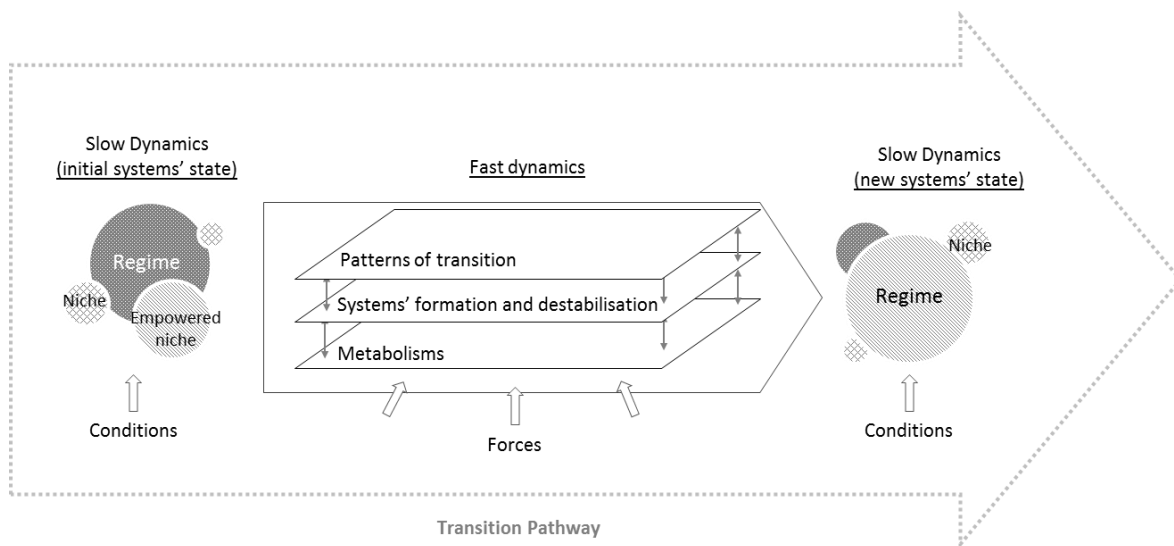 Slow Dynamics
(initial systems' state)
Regime
Niche
Empowered
niche
Conditions
Fast dynamics
Patterns of transition
Systems' formation and destabilisation
Metabolisms
Forces
Slow Dynamics
(new systems' state)
Niche
Regime
Conditions
Transition Pathway